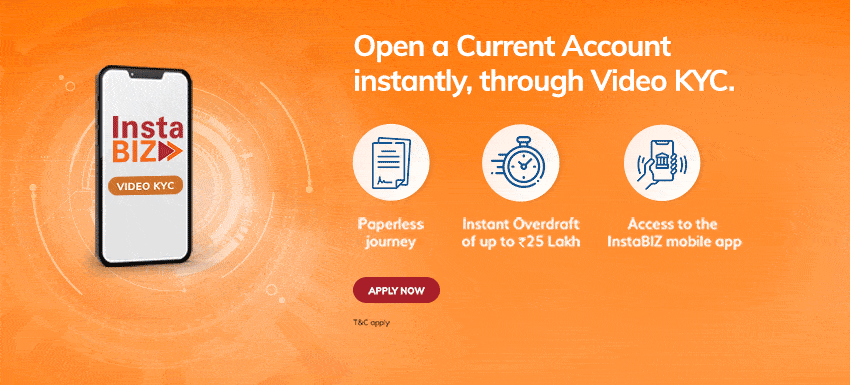 Open a Current Account
instantly, through Video KYC.
Insta
BIZ
VIDEO KYC
Paperless
journey
Instant Overdraft
of up to ₹25 Lakh
Access to the
InstaBIZ mobile app
APPLY NOW
T&C apply